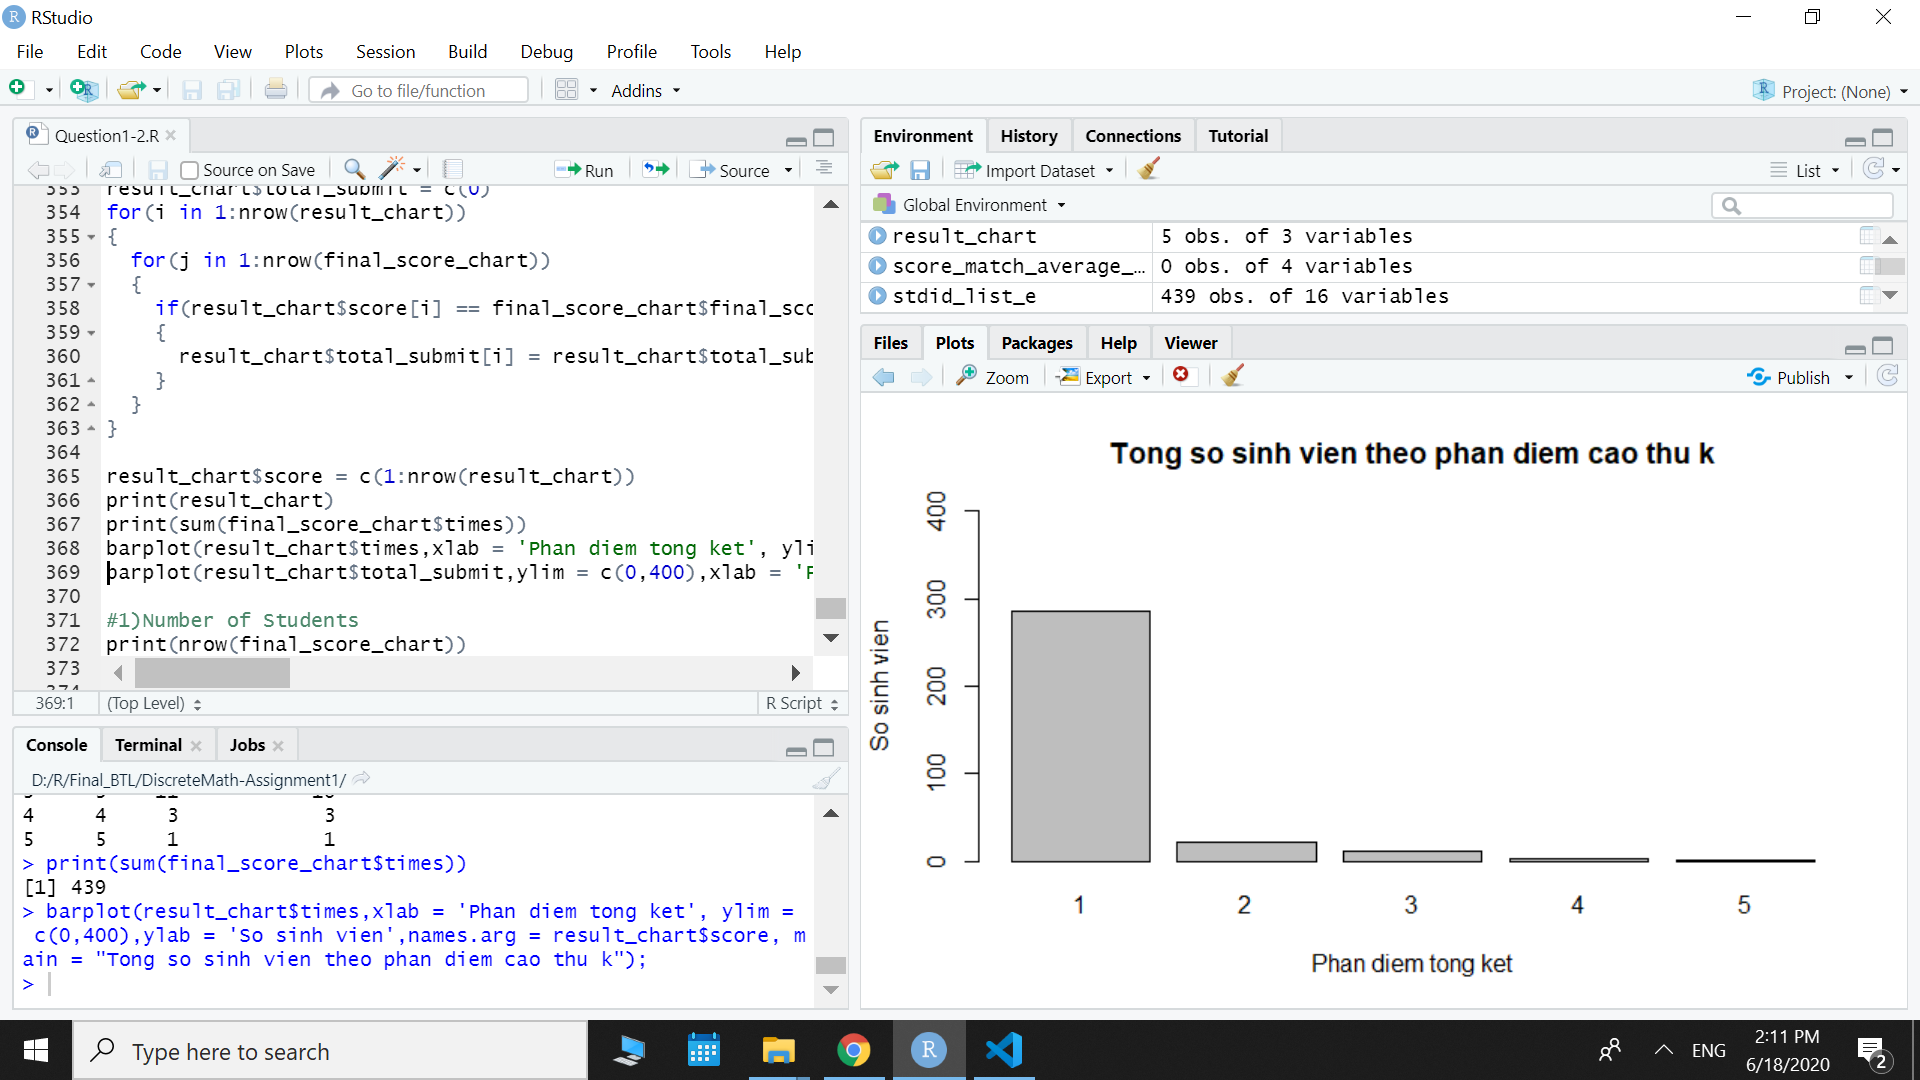 RStudio
File Edit Code View Plots Session Build Debug Profile Tools Help
Go to file/function Addins Project: (None)
Question1-2.R
Source on Save Run Source
353 result_chart$total_submit = c(0)
354 for(i in 1:nrow(result_chart))
355 {
356 for(j in 1:nrow(final_score_chart))
357 {
358 if(result_chart$score[i] == final_score_chart$final_sco
359 {
360 result_chart$total_submit[i] = result_chart$total_sub
361 }
362 }
363 }
364
365 result_chart$score = c(1:nrow(result_chart))
366 print(result_chart)
367 print(sum(final_score_chart$times))
368 barplot(result_chart$times,xlab = 'Phan diem tong ket', yli
369 barplot(result_chart$total_submit,ylim = c(0,400),xlab = 'P
370
371 #1)Number of Students
372 print(nrow(final_score_chart))
373
369:1 (Top Level) R Script
Console Terminal Jobs
D:/R/Final_BTL/DiscreteMath-Assignment1/
4 4 3 3
5 5 1 1
> print(sum(final_score_chart$times))
[1] 439
> barplot(result_chart$times,xlab = 'Phan diem tong ket', ylim =
c(0,400),ylab = 'So sinh vien',names.arg = result_chart$score, m
ain = "Tong so sinh vien theo phan diem cao thu k");
>
Environment History Connections Tutorial
Import Dataset List
Global Environment
result_chart 5 obs. of 3 variables
score_match_average_… 0 obs. of 4 variables
stdid_list_e 439 obs. of 16 variables
Files Plots Packages Help Viewer
Zoom Export Publish
Tong so sinh vien theo phan diem cao thu k
So sinh vien
400
300
200
100
0
1 2 3 4 5
Phan diem tong ket
Type here to search
ENG
2:11 PM
6/18/2020
2